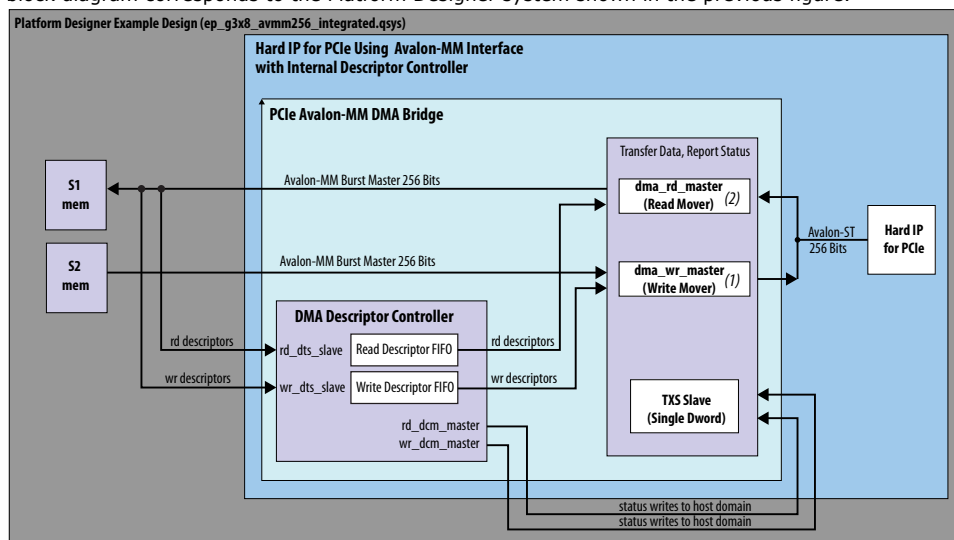 block diagram corresponds to the Platform Designer System shown in the previous figure.
Platform Designer Example Design (ep_g3x8_avmm256_integrated.qsys)
Hard IP for PCIe Using Avalon-MM Interface
with Internal Descriptor Controller
PCIe Avalon-MM DMA Bridge
Transfer Data, Report Status
S1
mem
Avalon-MM Burst Master 256 Bits
dma_rd_master
(Read Mover) (2)
Avalon-ST
256 Bits
Hard IP
for PCIe
S2
mem
Avalon-MM Burst Master 256 Bits
dma_wr_master
(Write Mover) (1)
DMA Descriptor Controller
rd descriptors
rd_dts_slave
Read Descriptor FIFO
rd descriptors
wr descriptors
wr_dts_slave
Write Descriptor FIFO
wr descriptors
TXS Slave
(Single Dword)
rd_dcm_master
wr_dcm_master
status writes to host domain
status writes to host domain